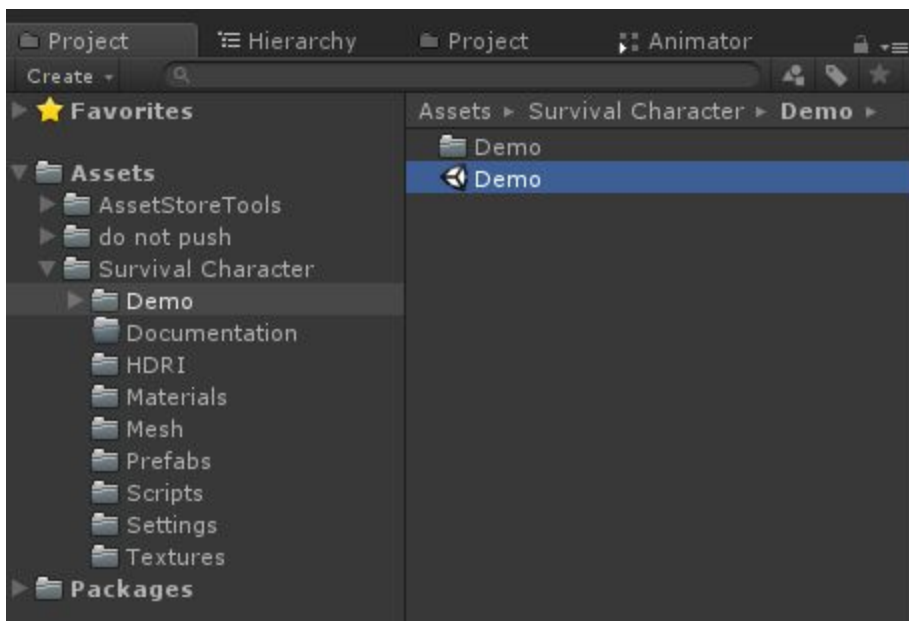 Project Hierarchy Project Animator
Create
Favorites
Assets
AssetStoreTools
do not push
Survival Character
Demo
Documentation
HDRI
Materials
Mesh
Prefabs
Scripts
Settings
Textures
Packages
Assets ▸ Survival Character ▸ Demo ▸
Demo
Demo